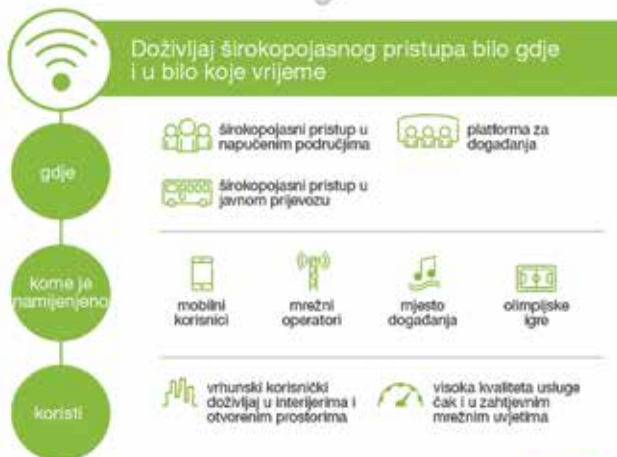 Doživljaj širokopojasnog pristupa bilo gdje
i u bilo koje vrijeme
gdje
širokopojasni pristup u
napučenim područjima
platforma za
događanja
širokopojasni pristup u
javnom prijevozu
kome je
namijenjeno
mobilni
korisnici
mrežni
operatori
mjesto
događanja
olimpijske
igre
koristi
vrhunski korisnički
doživljaj u interijerima i
otvorenim prostorima
visoka kvaliteta usluge
čak i u zahtjevnim
mrežnim uvjetima